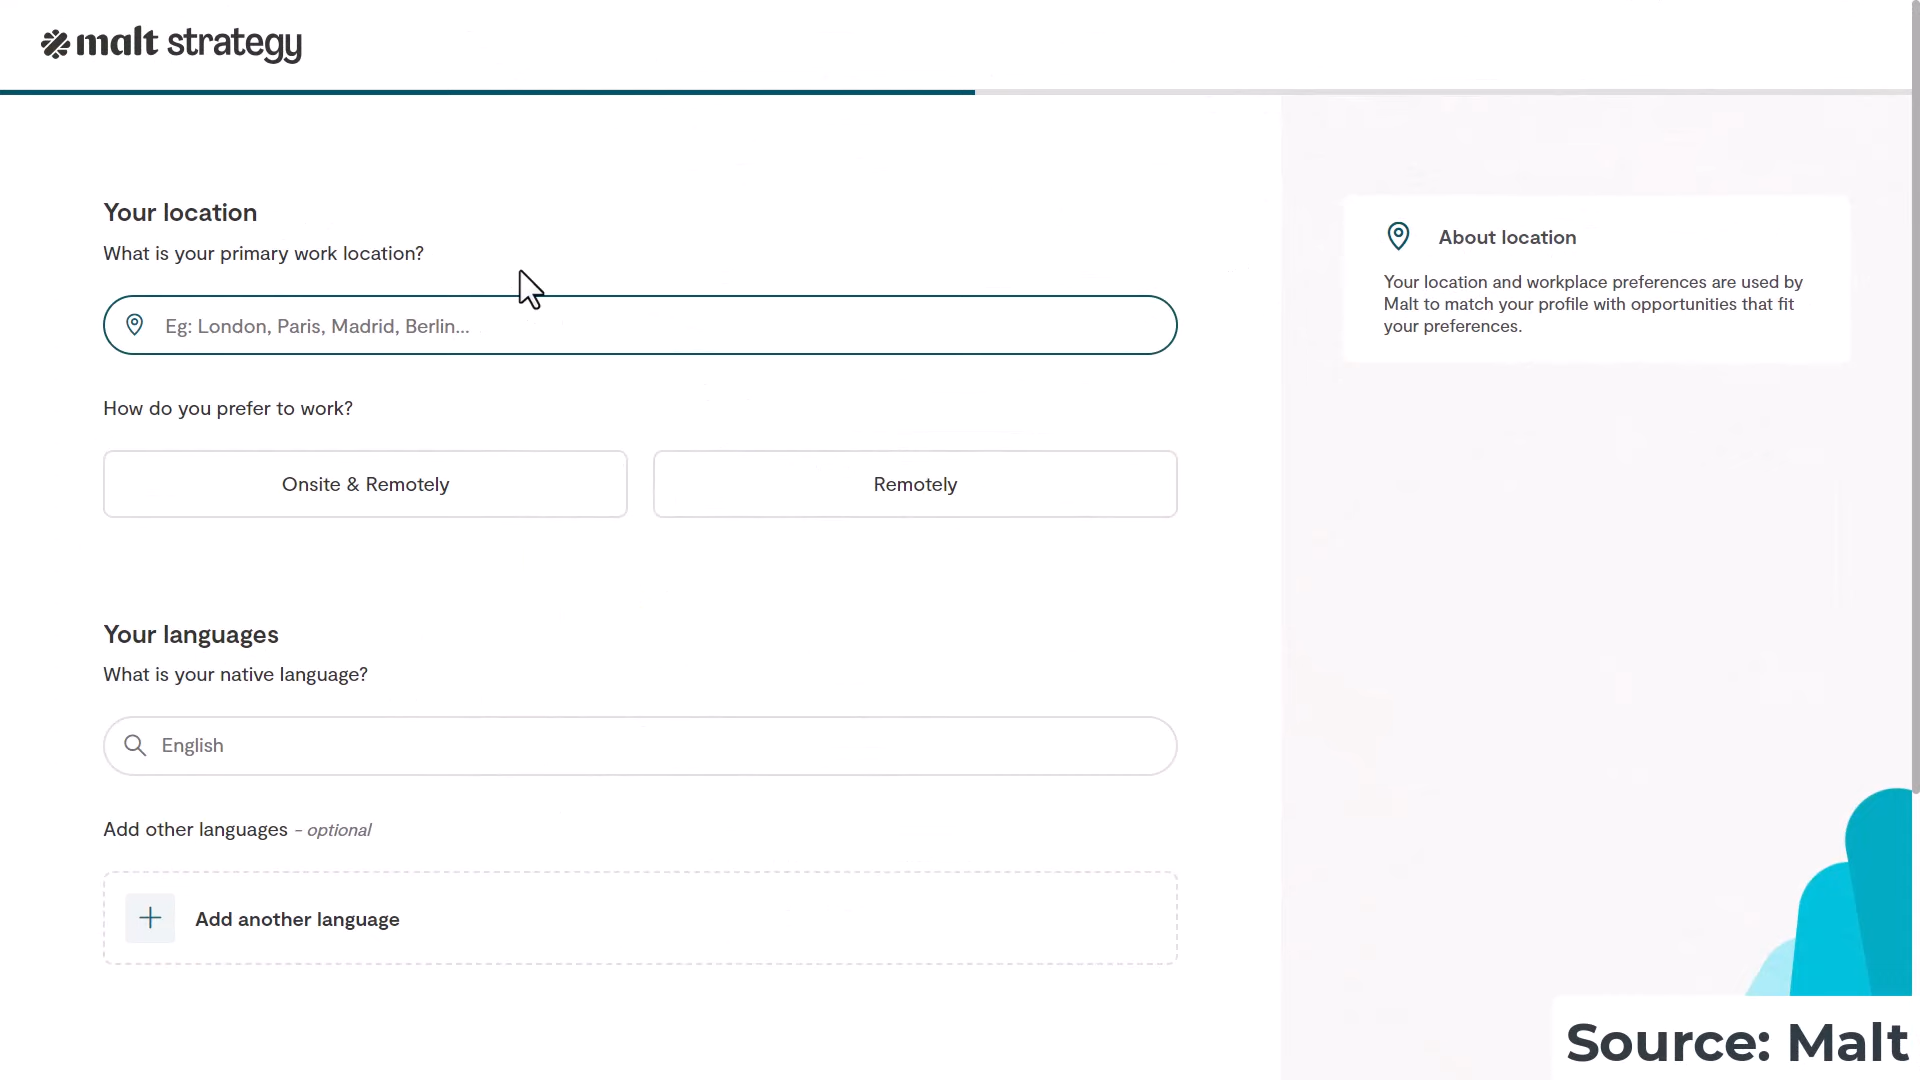 malt strategy
Your location
What is your primary work location?
Eg: London, Paris, Madrid, Berlin...
How do you prefer to work?
Onsite & Remotely
Remotely
Your languages
What is your native language?
English
Add other languages - optional
Add another language
About location
Your location and workplace preferences are used by
Malt to match your profile with opportunities that fit
your preferences.
Source: Malt